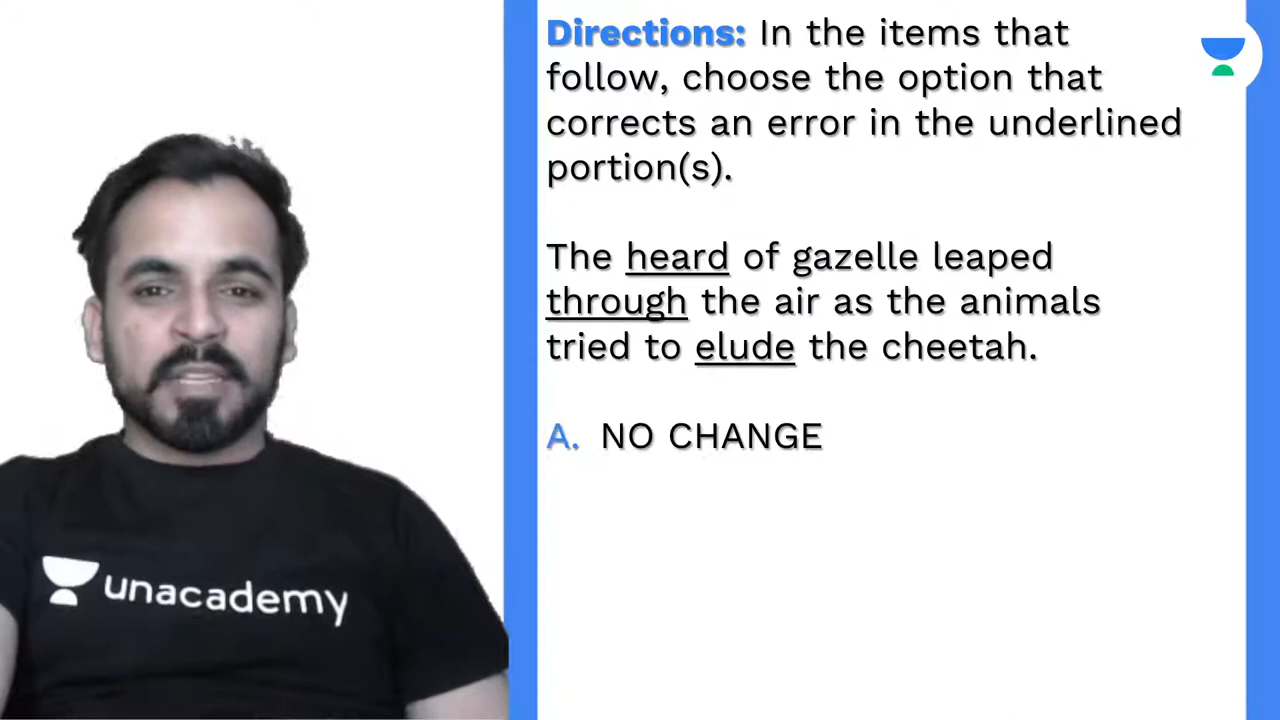 Directions: In the items that
follow, choose the option that
corrects an error in the underlined
portion(s).
The heard of gazelle leaped
through the air as the animals
tried to elude the cheetah.
A. NO CHANGE
unacademy